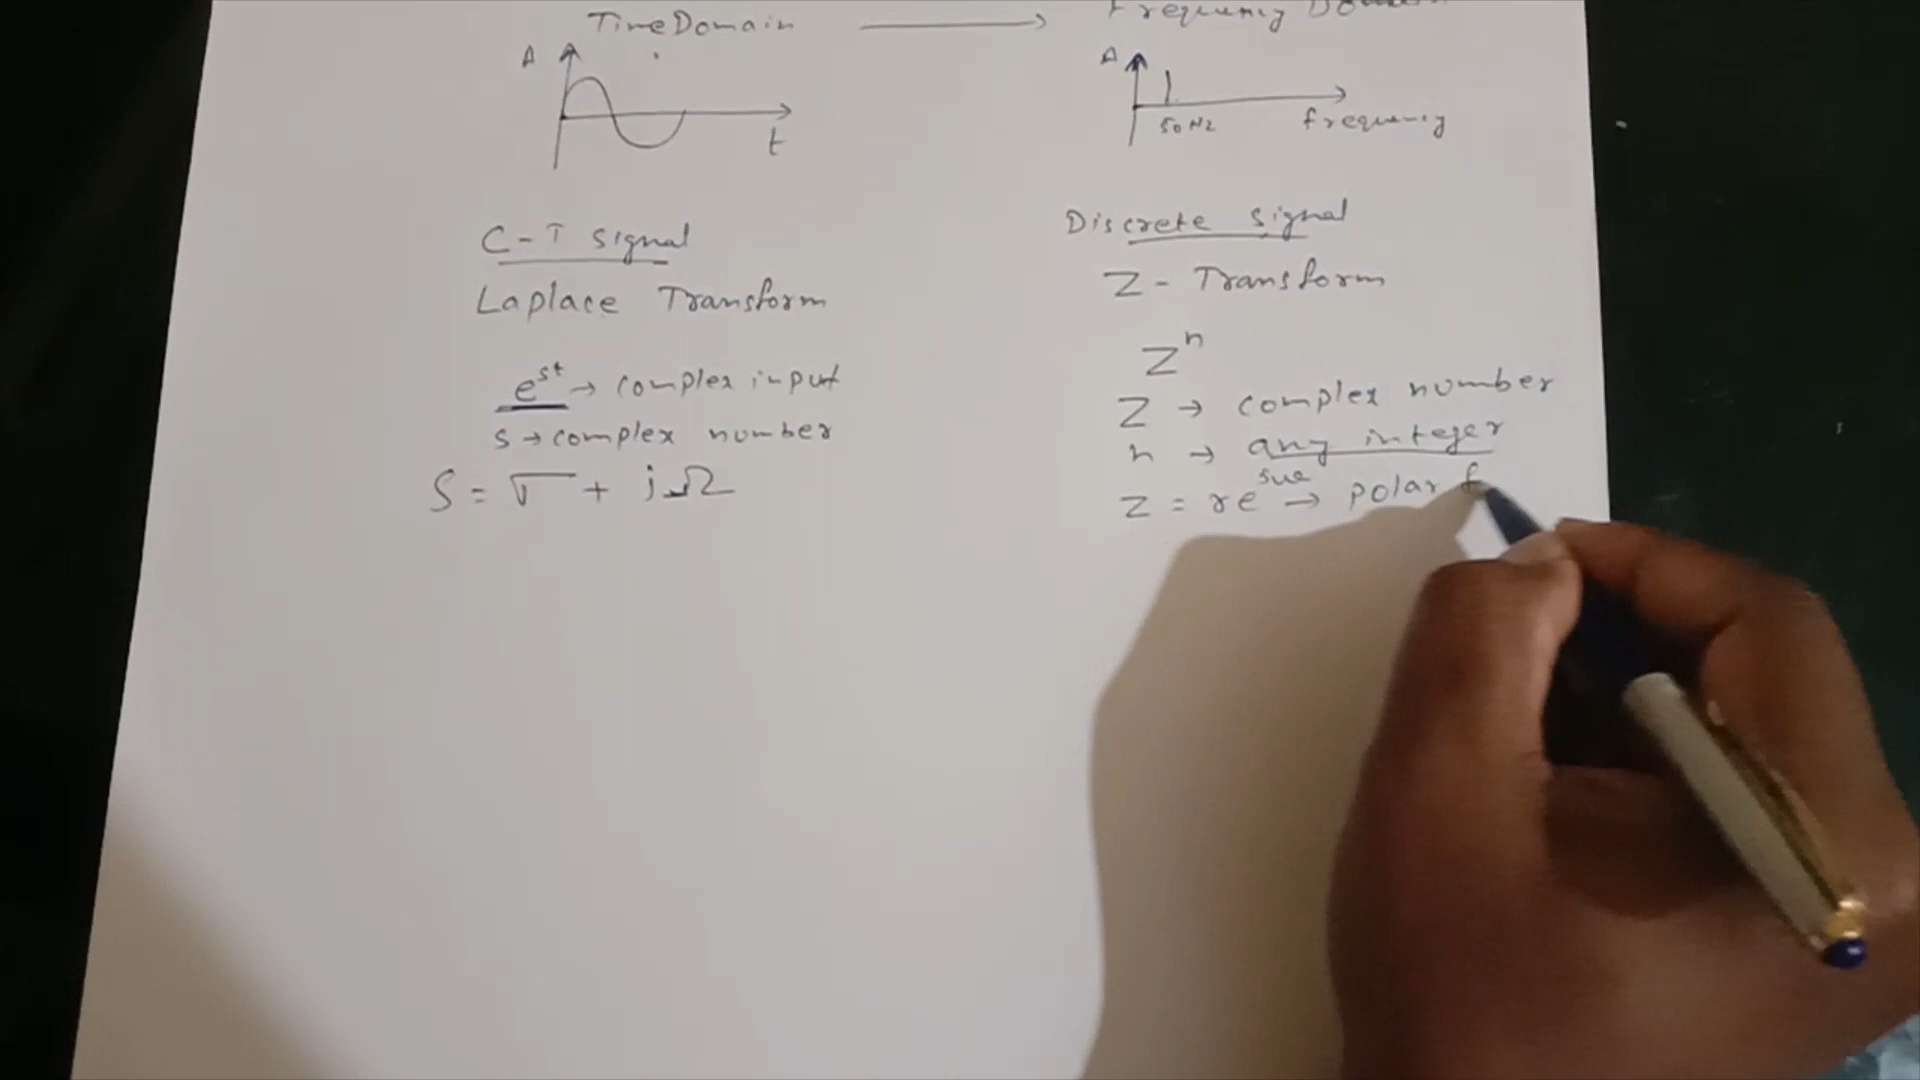 Time Domain → Frequency Domain
A
t
A
50 Hz
frequency
C-T signal
Laplace Transform
e^st → complex input
s → complex number
S = σ + jΩ
Discrete signal
Z - Transform
Z^n
Z → complex number
n → any integer
Z = re → polar f